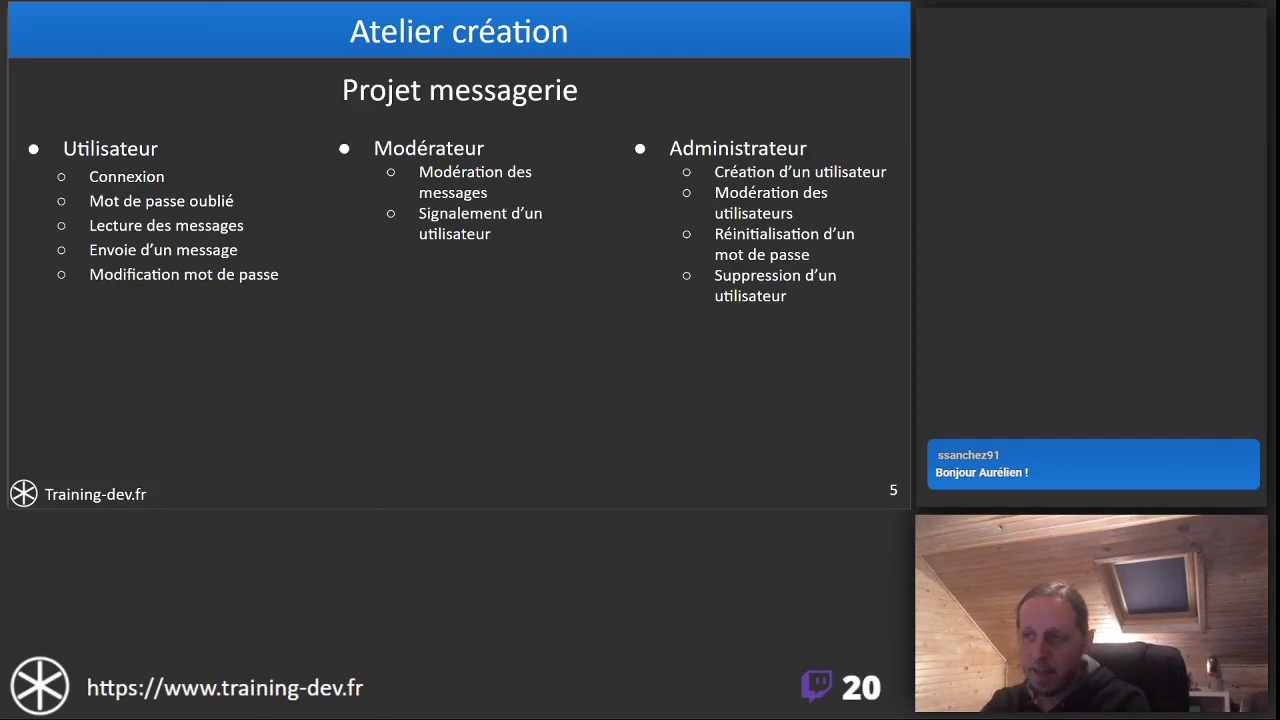 Atelier création
Projet messagerie
● Utilisateur
○ Connexion
○ Mot de passe oublié
○ Lecture des messages
○ Envoie d'un message
○ Modification mot de passe
● Modérateur
○ Modération des
messages
○ Signalement d'un
utilisateur
● Administrateur
○ Création d'un utilisateur
○ Modération des
utilisateurs
○ Réinitialisation d'un
mot de passe
○ Suppression d'un
utilisateur
Training-dev.fr
5
ssanchez91
Bonjour Aurélien !
https://www.training-dev.fr
20